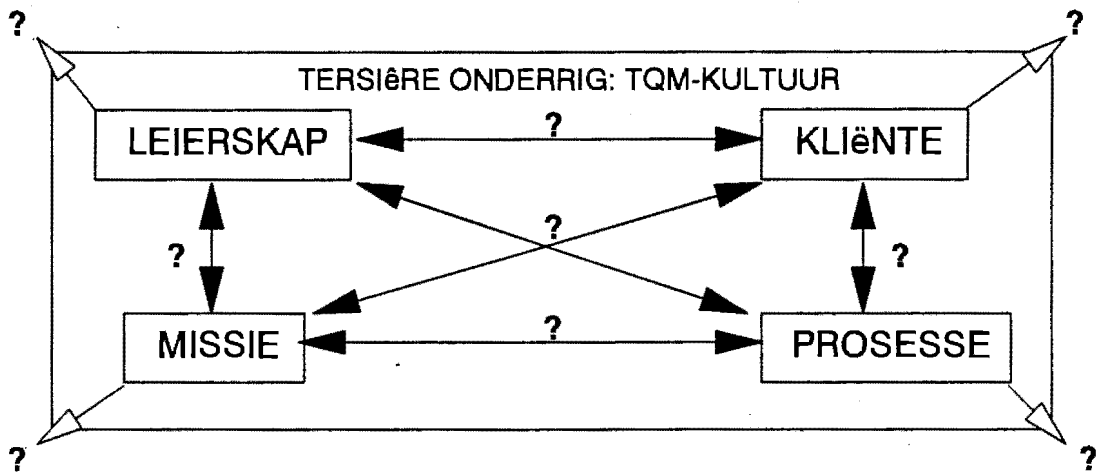 ? ?
TERSIêRE ONDERRIG: TQM-KULTUUR
LEIERSKAP ? KLIëNTE
? ? ?
MISSIE ? PROSESSE
? ?